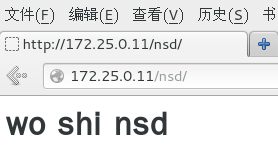 文件(F) 编辑(E) 查看(V) 历史(S) 书
http://172.25.0.11/nsd/
172.25.0.11/nsd/
wo shi nsd